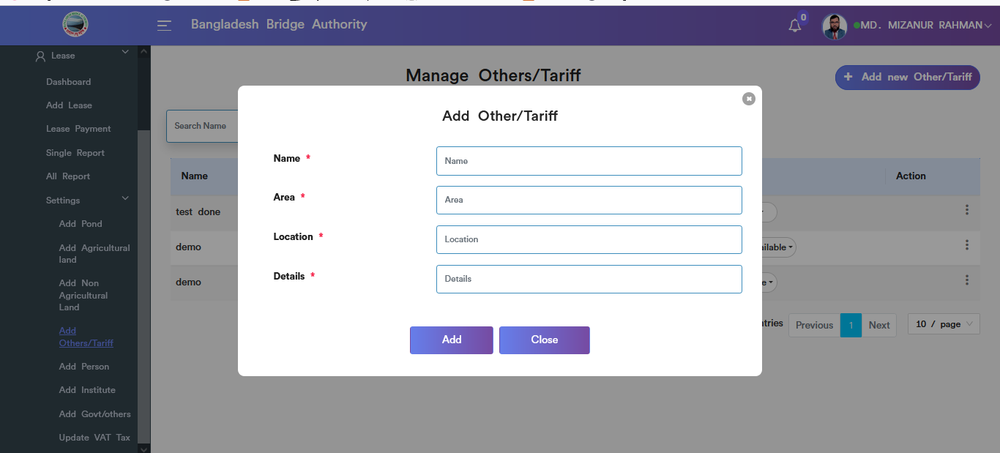 Bangladesh Bridge Authority
0
MD. MIZANUR RAHMAN
Lease
Dashboard
Add Lease
Lease Payment
Single Report
All Report
Settings
Add Pond
Add Agricultural
land
Add Non
Agricultural
Land
Add
Others/Tariff
Add Person
Add Institute
Add Govt/others
Update VAT Tax
Manage Others/Tariff
+ Add new Other/Tariff
Search Name
Name
Action
test done
demo
demo
Previous 1 Next
10 / page
Add Other/Tariff
Name *
Name
Area *
Area
Location *
Location
Details *
Details
Add
Close